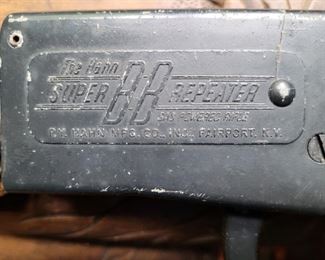 The Hahn
SUPER BB REPEATER
GAS POWERED RIFLE
P.Y. HAHN MFG. CO., INC. FAIRPORT, N.Y.